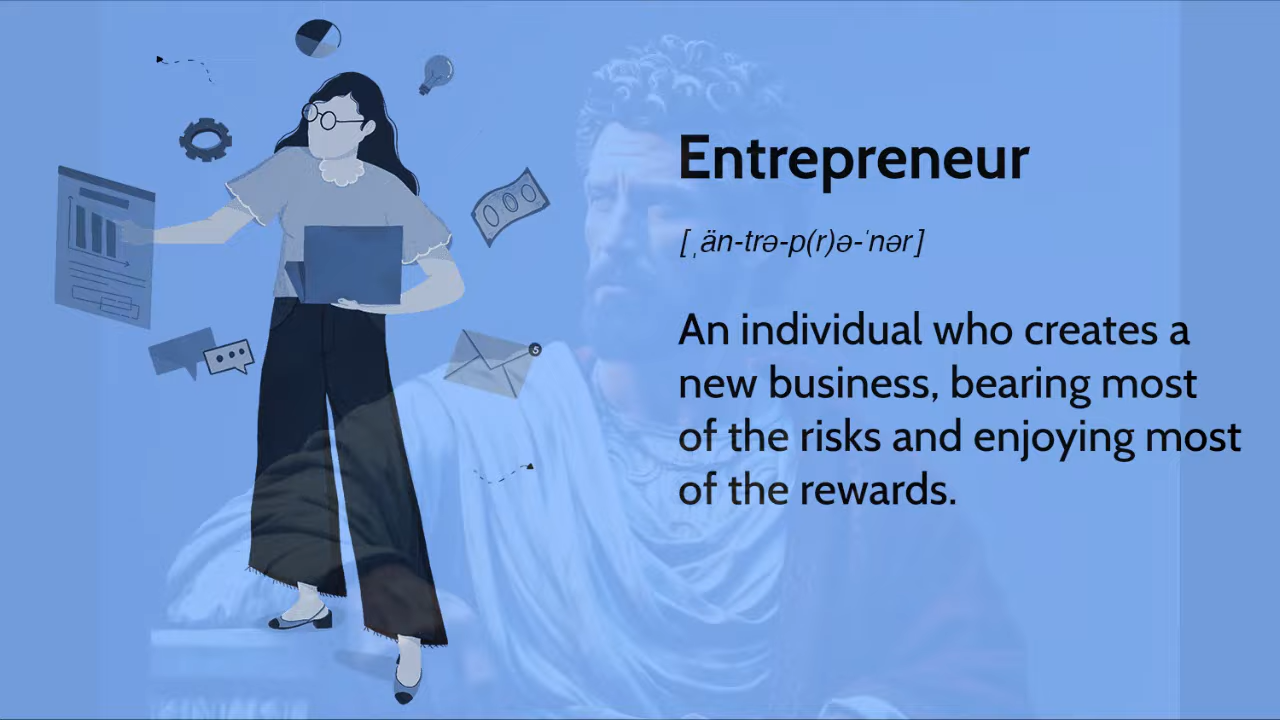 Entrepreneur
[ˌän-trə-p(r)ə-ˈnər]
An individual who creates a
new business, bearing most
of the risks and enjoying most
of the rewards.
5